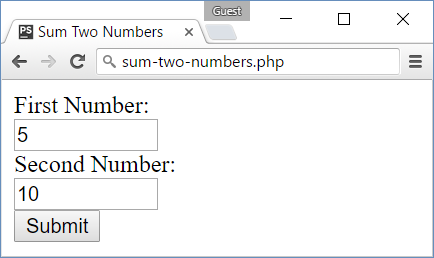 Guest
PS Sum Two Numbers
sum-two-numbers.php
First Number:
5
Second Number:
10
Submit